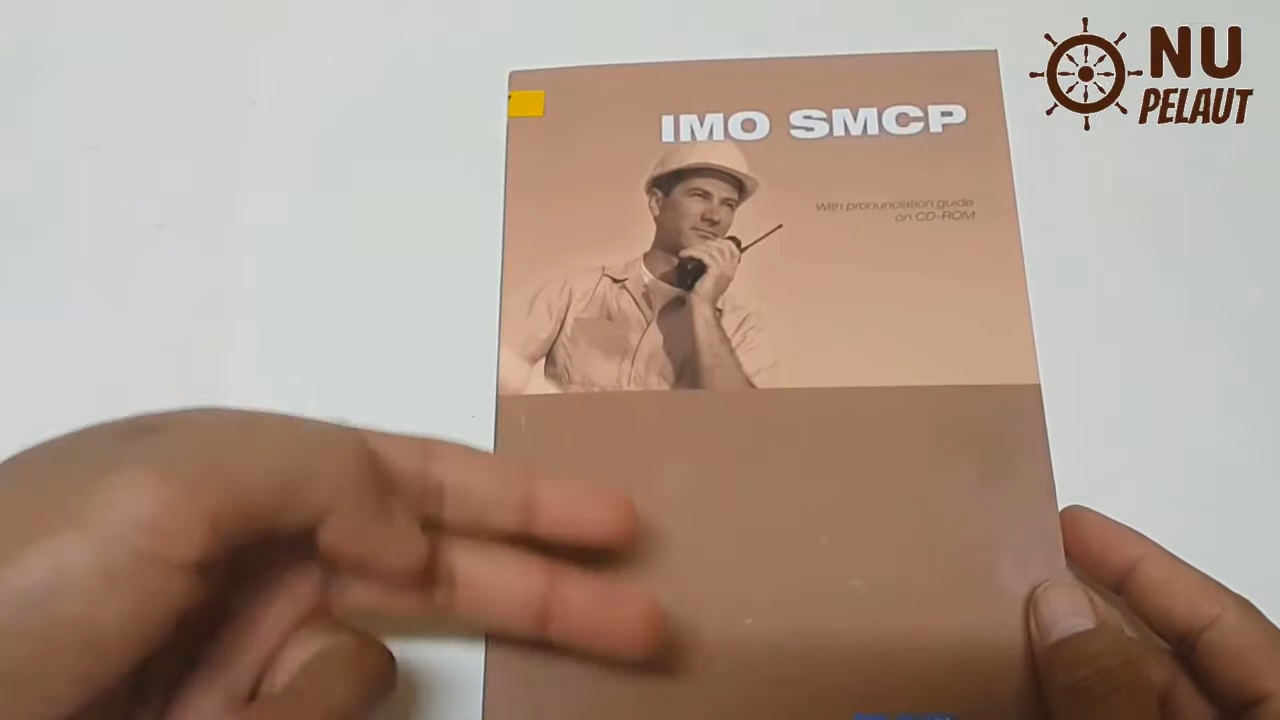 IMO SMCP
With pronunciation guide
on CD-ROM
NU
PELAUT